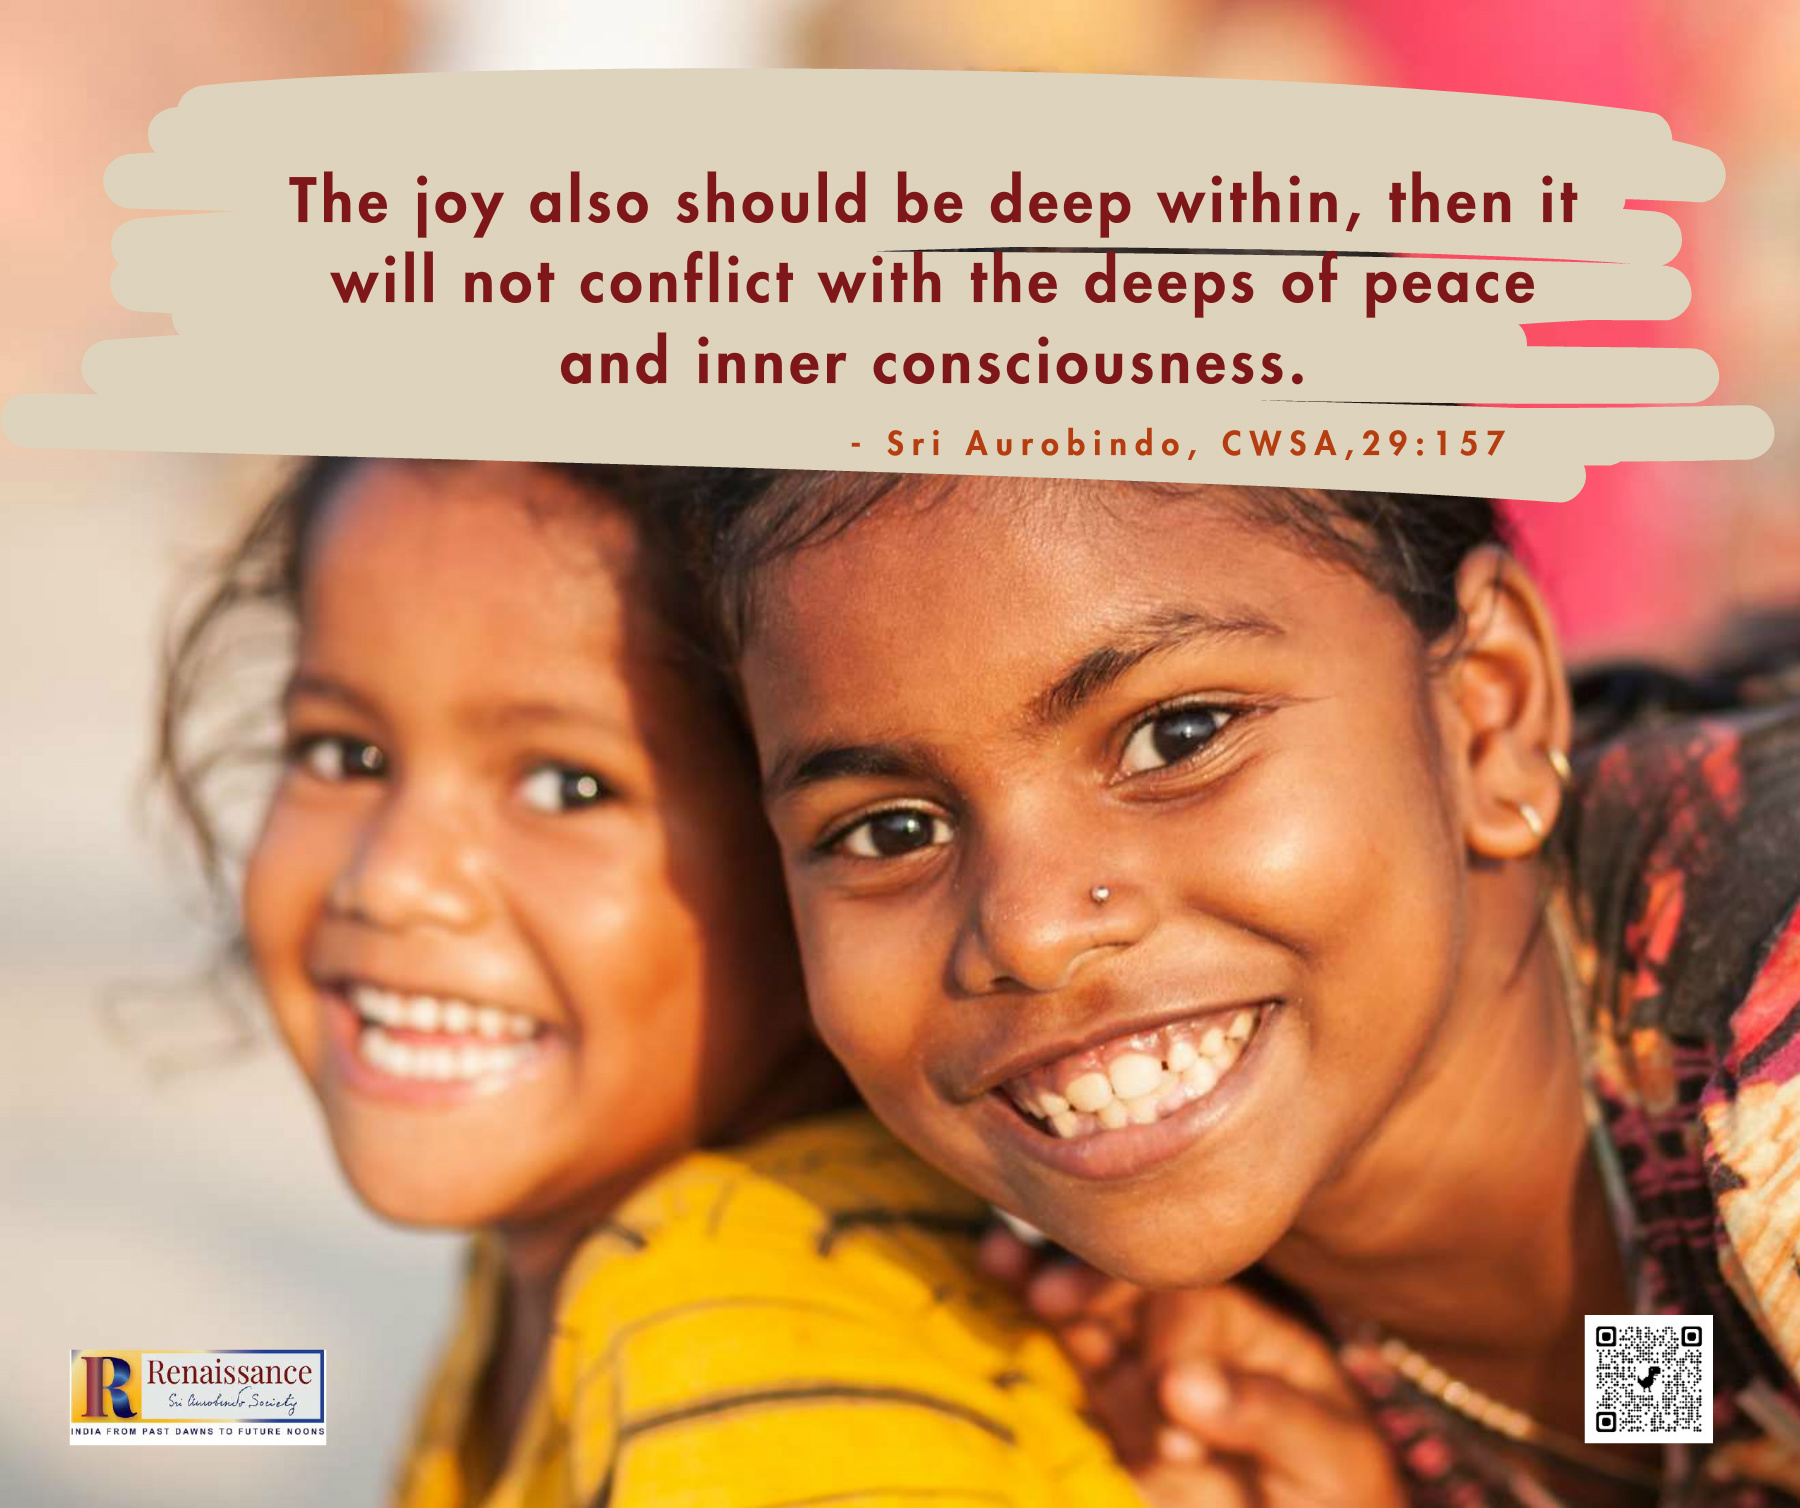 The joy also should be deep within, then it
will not conflict with the deeps of peace
and inner consciousness.
- Sri Aurobindo, CWSA,29:157
R Renaissance
Sri Aurobindo Society
INDIA FROM PAST DAWNS TO FUTURE NOONS